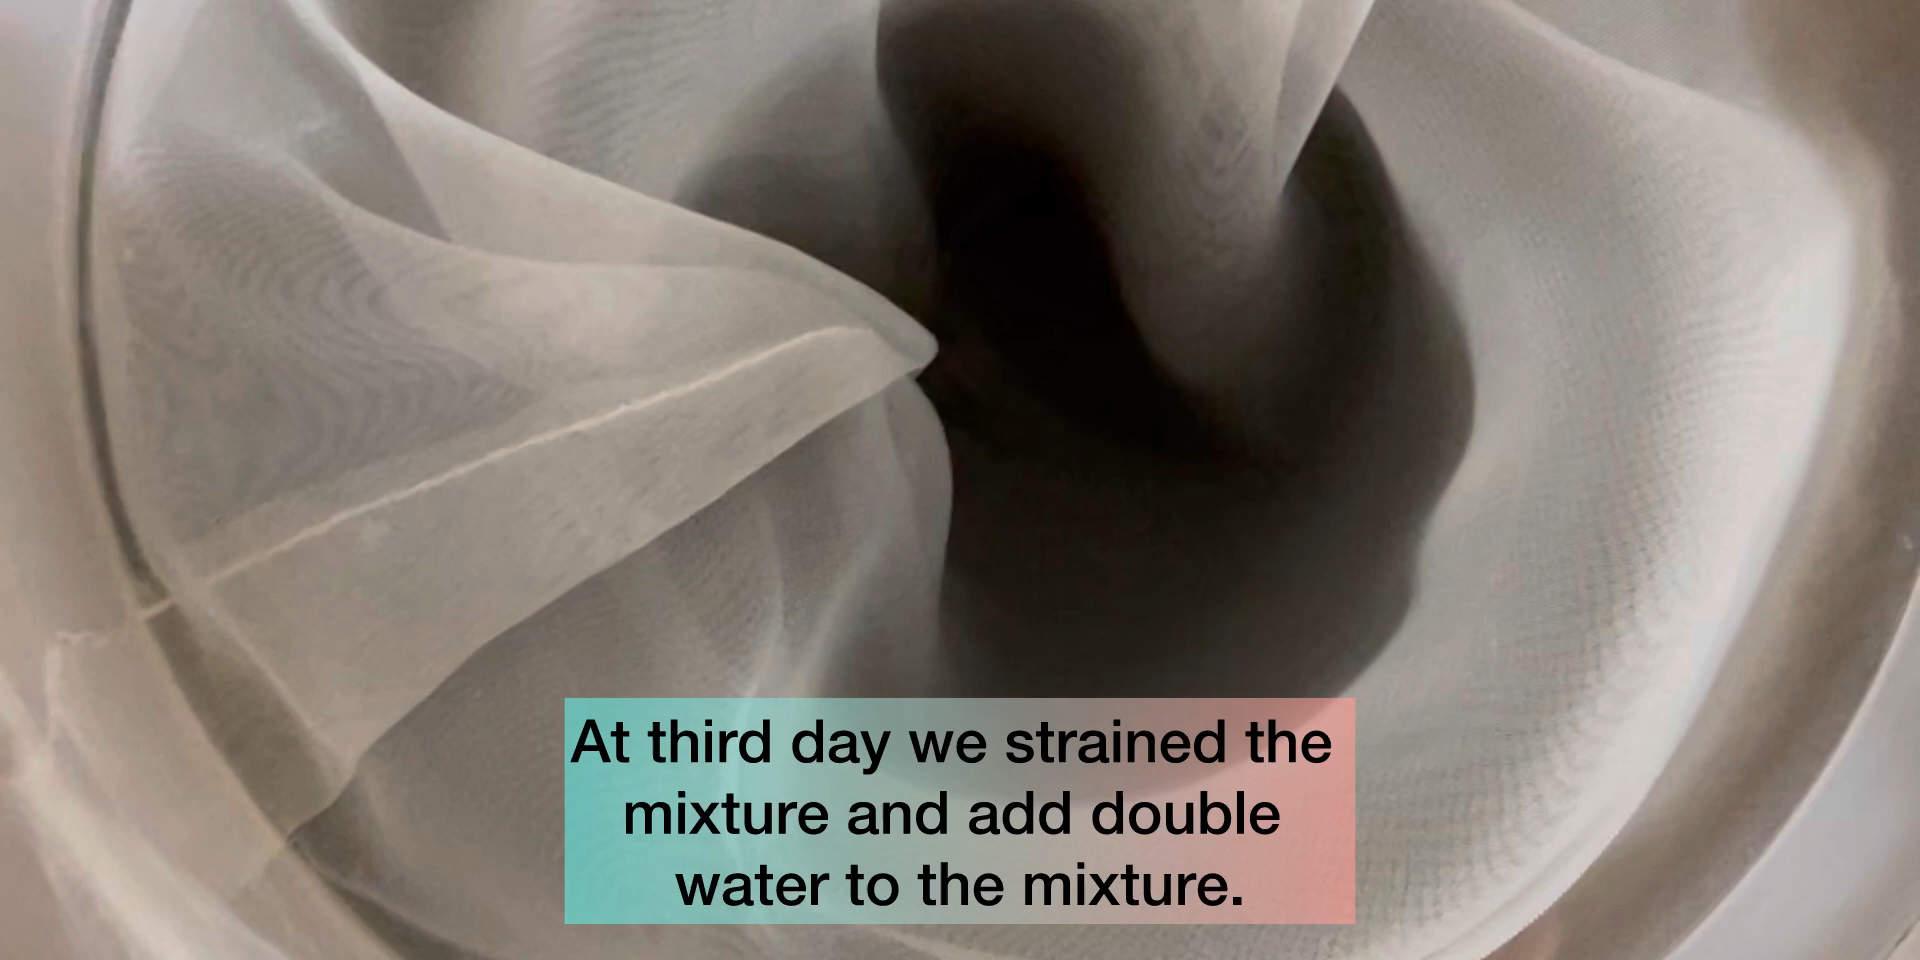 At third day we strained the
mixture and add double
water to the mixture.